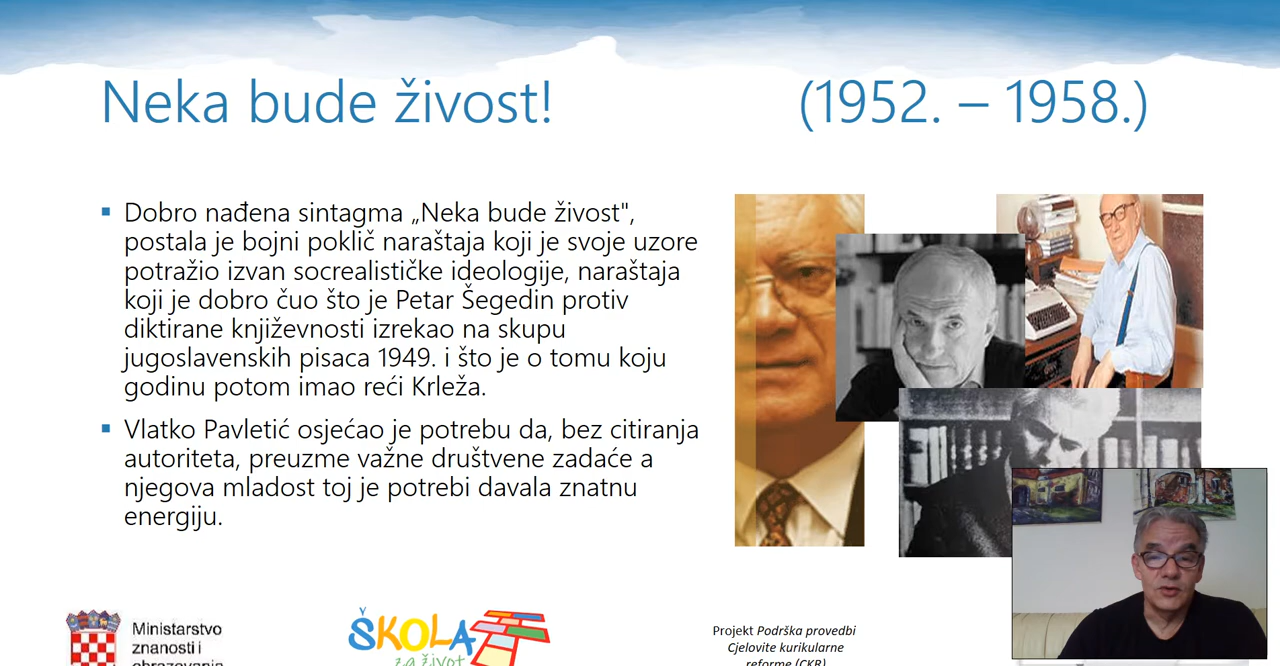 Neka bude živost! (1952. – 1958.)
Dobro nađena sintagma „Neka bude živost",
postala je bojni poklič naraštaja koji je svoje uzore
potražio izvan socrealističke ideologije, naraštaja
koji je dobro čuo što je Petar Šegedin protiv
diktirane književnosti izrekao na skupu
jugoslavenskih pisaca 1949. i što je o tomu koju
godinu potom imao reći Krleža.
Vlatko Pavletić osjećao je potrebu da, bez citiranja
autoriteta, preuzme važne društvene zadaće a
njegova mladost toj je potrebi davala znatnu
energiju.
Ministarstvo
znanosti i
obrazovanja
ŠKOLA
za život
Projekt Podrška provedbi
Cjelovite kurikularne
reforme (CKR)